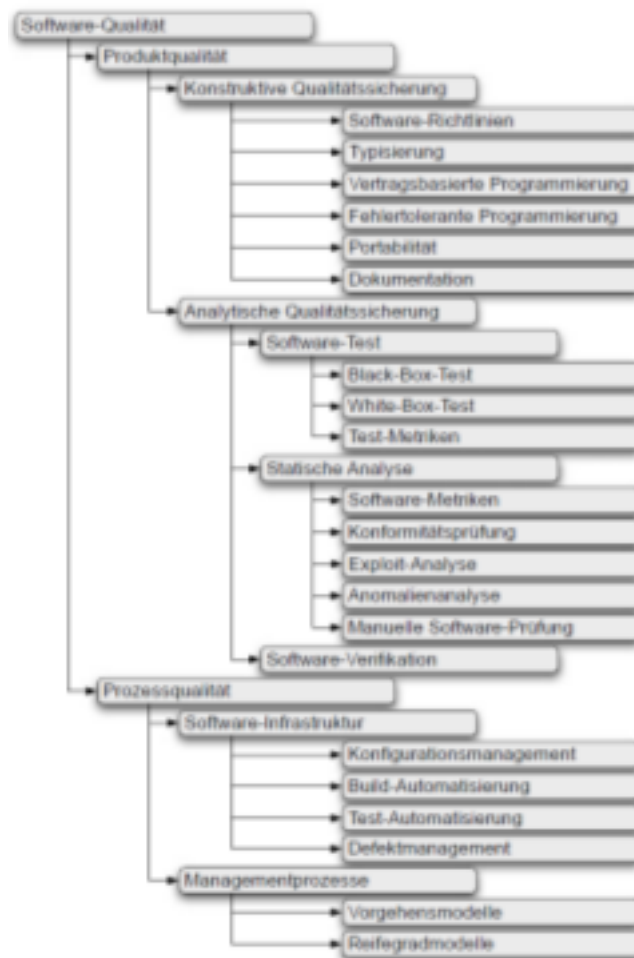 Software-Qualität
Produktqualität
Konstruktive Qualitätssicherung
Software-Richtlinien
Typisierung
Vertragsbasierte Programmierung
Fehlertolerante Programmierung
Portabilität
Dokumentation
Analytische Qualitätssicherung
Software-Test
Black-Box-Test
White-Box-Test
Test-Metriken
Statische Analyse
Software-Metriken
Konformitätsprüfung
Exploit-Analyse
Anomalienanalyse
Manuelle Software-Prüfung
Software-Verifikation
Prozessqualität
Software-Infrastruktur
Konfigurationsmanagement
Build-Automatisierung
Test-Automatisierung
Defektmanagement
Managementprozesse
Vorgehensmodelle
Reifegradmodelle